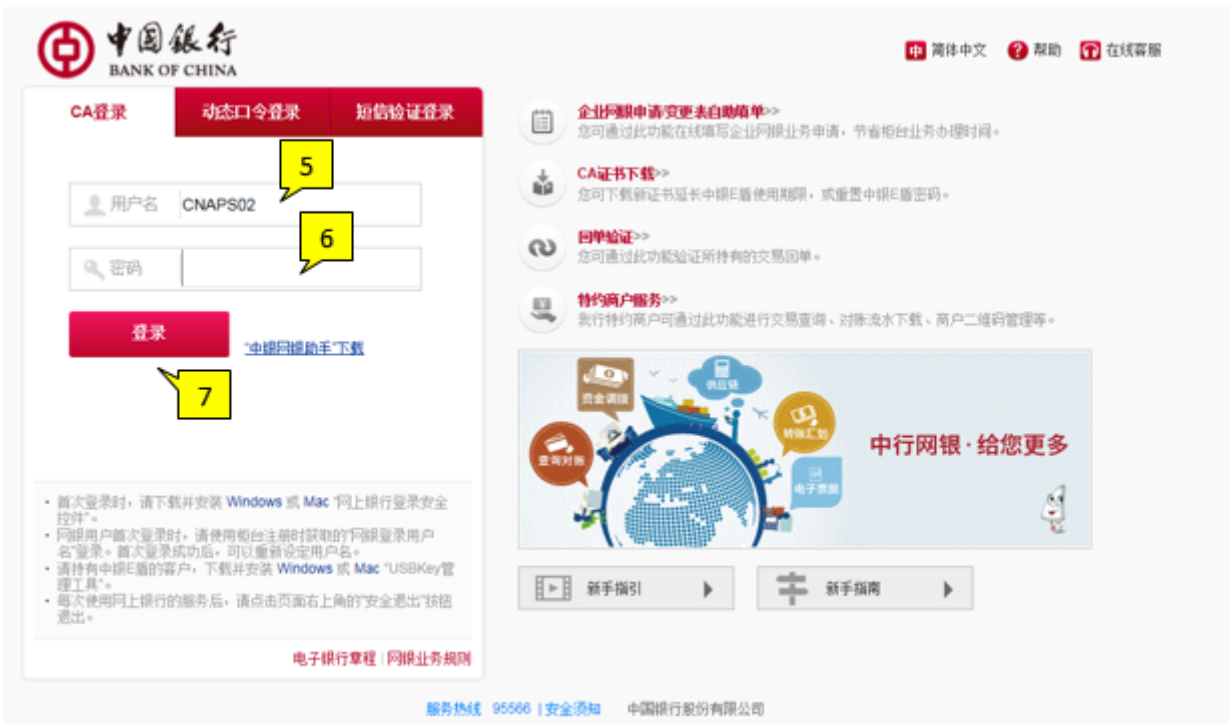 中国银行
BANK OF CHINA
中 简体中文 ? 帮助 在线客服
CA登录 动态口令登录 短信验证登录
5
用户名 CNAPS02
6
密码
登录 “中银网银助手”下载
7
首次登录时，请下载并安装 Windows 或 Mac “网上银行登录安全
控件”。
网银用户首次登录时，请使用柜台注册时获取的“网银登录用户
名”登录。首次登录成功后，可以重新设定用户名。
请持有中银E盾的客户，下载并安装 Windows 或 Mac “USBKey管
理工具”。
每次使用网上银行的服务后，请点击页面右上角的“安全退出”按钮
退出。
电子银行章程 | 网银业务规则
企业网银申请/变更表自助填单>>
您可通过此功能在线填写企业网银业务申请，节省柜台业务办理时间。
CA证书下载>>
您可下载新证书延长中银E盾使用期限，或重置中银E盾密码。
回单验证>>
您可通过此功能验证所持有的交易回单。
特约商户服务>>
我行特约商户可通过此功能进行交易查询、对账流水下载、商户二维码管理等。
资金调拨
供应链
转账汇划
查询对账
电子票据
中行网银·给您更多
新手指引 新手指南
服务热线 95566 | 安全须知 中国银行股份有限公司